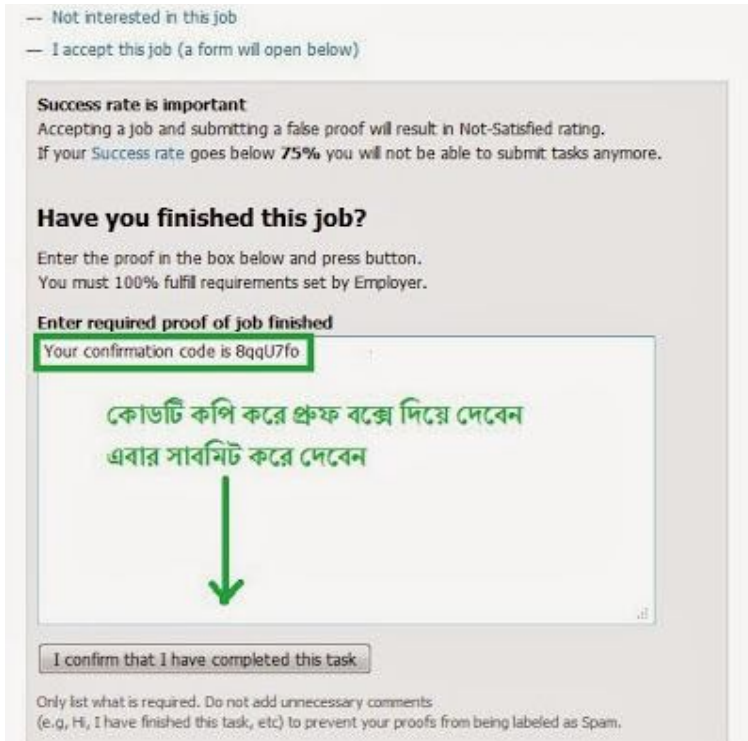 -- Not interested in this job
-- I accept this job (a form will open below)
Success rate is important
Accepting a job and submitting a false proof will result in Not-Satisfied rating.
If your Success rate goes below 75% you will not be able to submit tasks anymore.
Have you finished this job?
Enter the proof in the box below and press button.
You must 100% fulfill requirements set by Employer.
Enter required proof of job finished
Your confirmation code is 8qqU7fo
কোডটি কপি করে প্রুফ বক্সে দিয়ে দেবেন
এবার সাবমিট করে দেবেন
I confirm that I have completed this task
Only list what is required. Do not add unnecessary comments
(e.g, Hi, I have finished this task, etc) to prevent your proofs from being labeled as Spam.